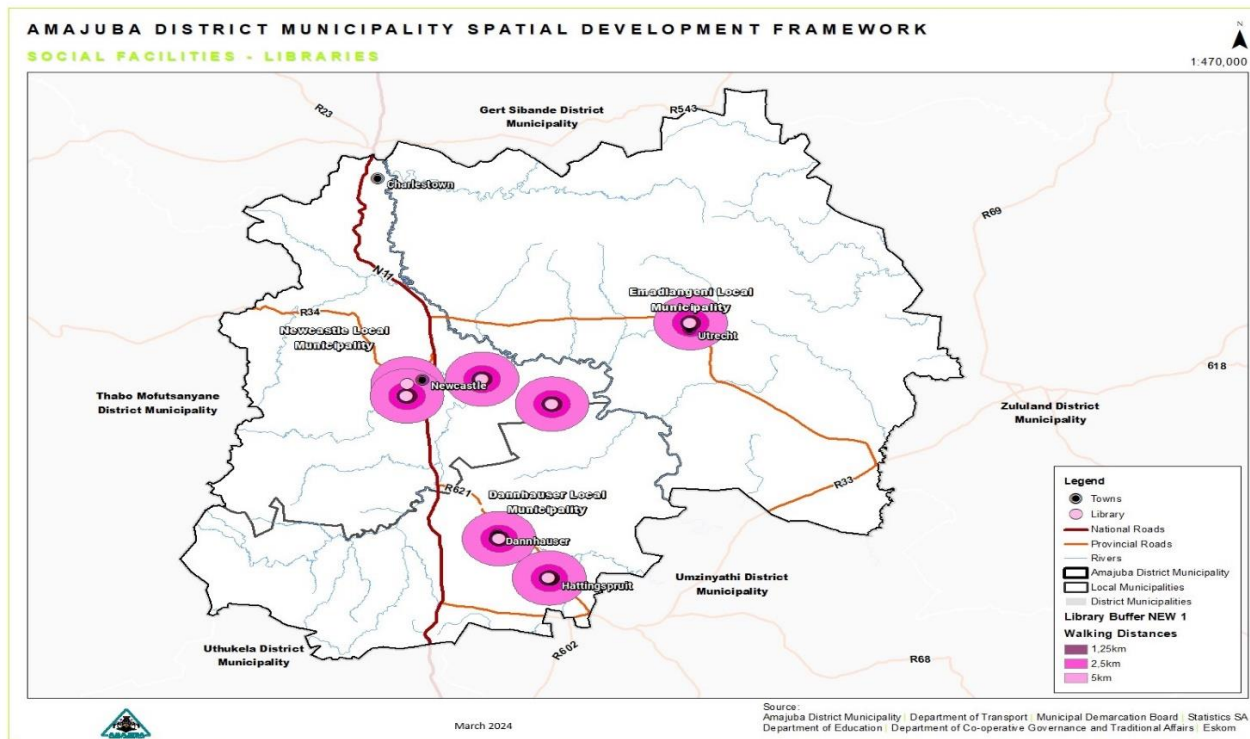 AMAJUBA DISTRICT MUNICIPALITY SPATIAL DEVELOPMENT FRAMEWORK
SOCIAL FACILITIES - LIBRARIES
N
1:470,000
R23
Gert Sibande District
Municipality
R543
Charlestown
R69
N11
Emadlangeni Local
Municipality
R34
Utrecht
Newcastle Local
Municipality
Newcastle
618
Thabo Mofutsanyane
District Municipality
Zululand District
Municipality
R33
R621
Dannhauser Local
Municipality
Dannhauser
Hattingspruit
Umzinyathi District
Municipality
Uthukela District
Municipality
R602
R68
Legend
Towns
Library
National Roads
Provincial Roads
Rivers
Amajuba District Municipality
Local Municipalities
District Municipalities
Library Buffer NEW 1
Walking Distances
1,25km
2,5km
5km
AMAJUBA
March 2024
Source:
Amajuba District Municipality | Department of Transport | Municipal Demarcation Board | Statistics SA
Department of Education | Department of Co-operative Governance and Traditional Affairs | Eskom